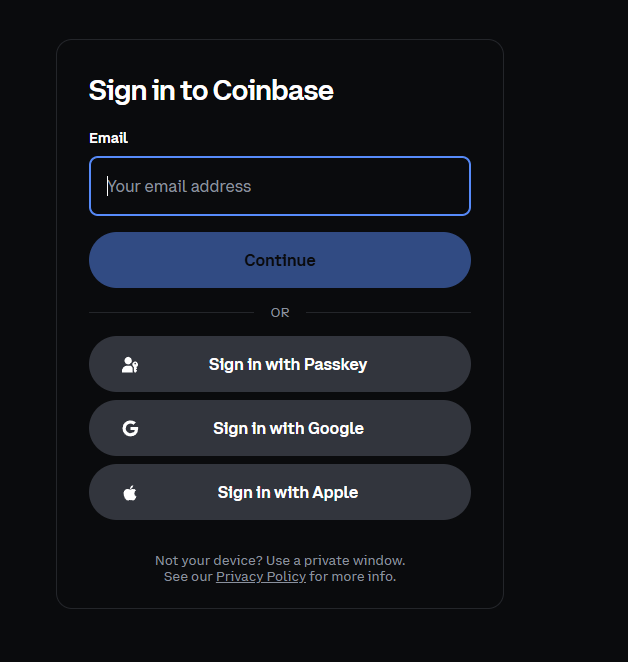 Sign in to Coinbase
Email
Your email address
Continue
OR
Sign in with Passkey
Sign in with Google
Sign in with Apple
Not your device? Use a private window.
See our Privacy Policy for more info.